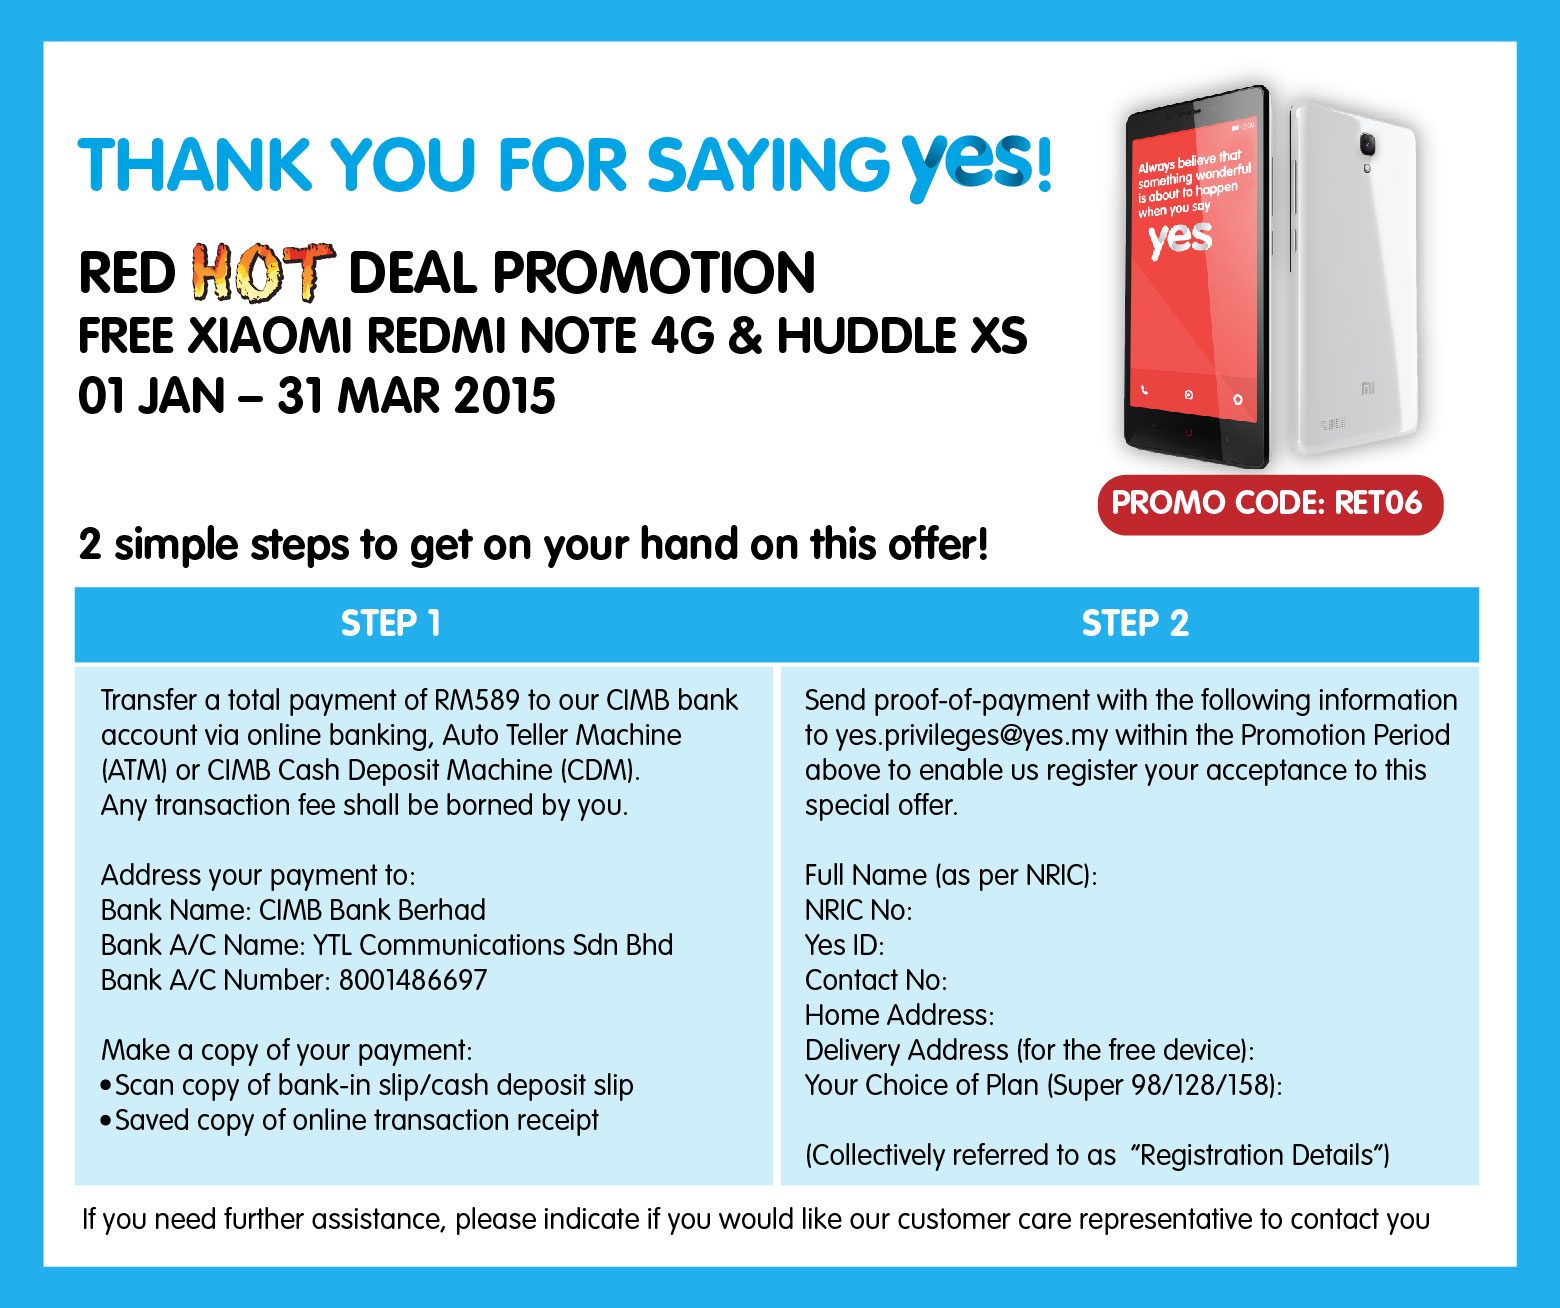 THANK YOU FOR SAYING yes!
RED HOT DEAL PROMOTION
FREE XIAOMI REDMI NOTE 4G & HUDDLE XS
01 JAN – 31 MAR 2015
Always believe that
something wonderful
is about to happen
when you say
yes
MI
PROMO CODE: RET06
2 simple steps to get on your hand on this offer!
STEP 1
Transfer a total payment of RM589 to our CIMB bank
account via online banking, Auto Teller Machine
(ATM) or CIMB Cash Deposit Machine (CDM).
Any transaction fee shall be borned by you.
Address your payment to:
Bank Name: CIMB Bank Berhad
Bank A/C Name: YTL Communications Sdn Bhd
Bank A/C Number: 8001486697
Make a copy of your payment:
•Scan copy of bank-in slip/cash deposit slip
•Saved copy of online transaction receipt
STEP 2
Send proof-of-payment with the following information
to yes.privileges@yes.my within the Promotion Period
above to enable us register your acceptance to this
special offer.
Full Name (as per NRIC):
NRIC No:
Yes ID:
Contact No:
Home Address:
Delivery Address (for the free device):
Your Choice of Plan (Super 98/128/158):
(Collectively referred to as  “Registration Details”)
If you need further assistance, please indicate if you would like our customer care representative to contact you